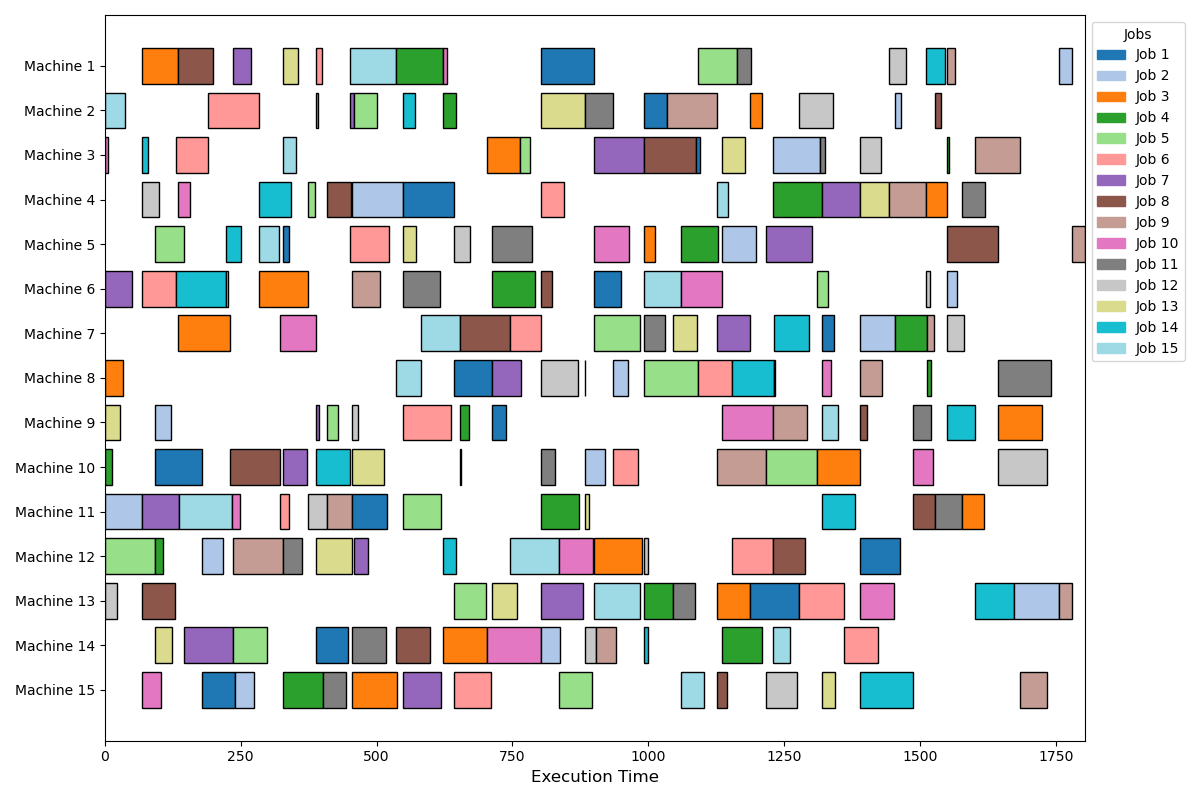 Machine 1
Machine 2
Machine 3
Machine 4
Machine 5
Machine 6
Machine 7
Machine 8
Machine 9
Machine 10
Machine 11
Machine 12
Machine 13
Machine 14
Machine 15
0 250 500 750 1000 1250 1500 1750
Execution Time
Jobs
Job 1
Job 2
Job 3
Job 4
Job 5
Job 6
Job 7
Job 8
Job 9
Job 10
Job 11
Job 12
Job 13
Job 14
Job 15